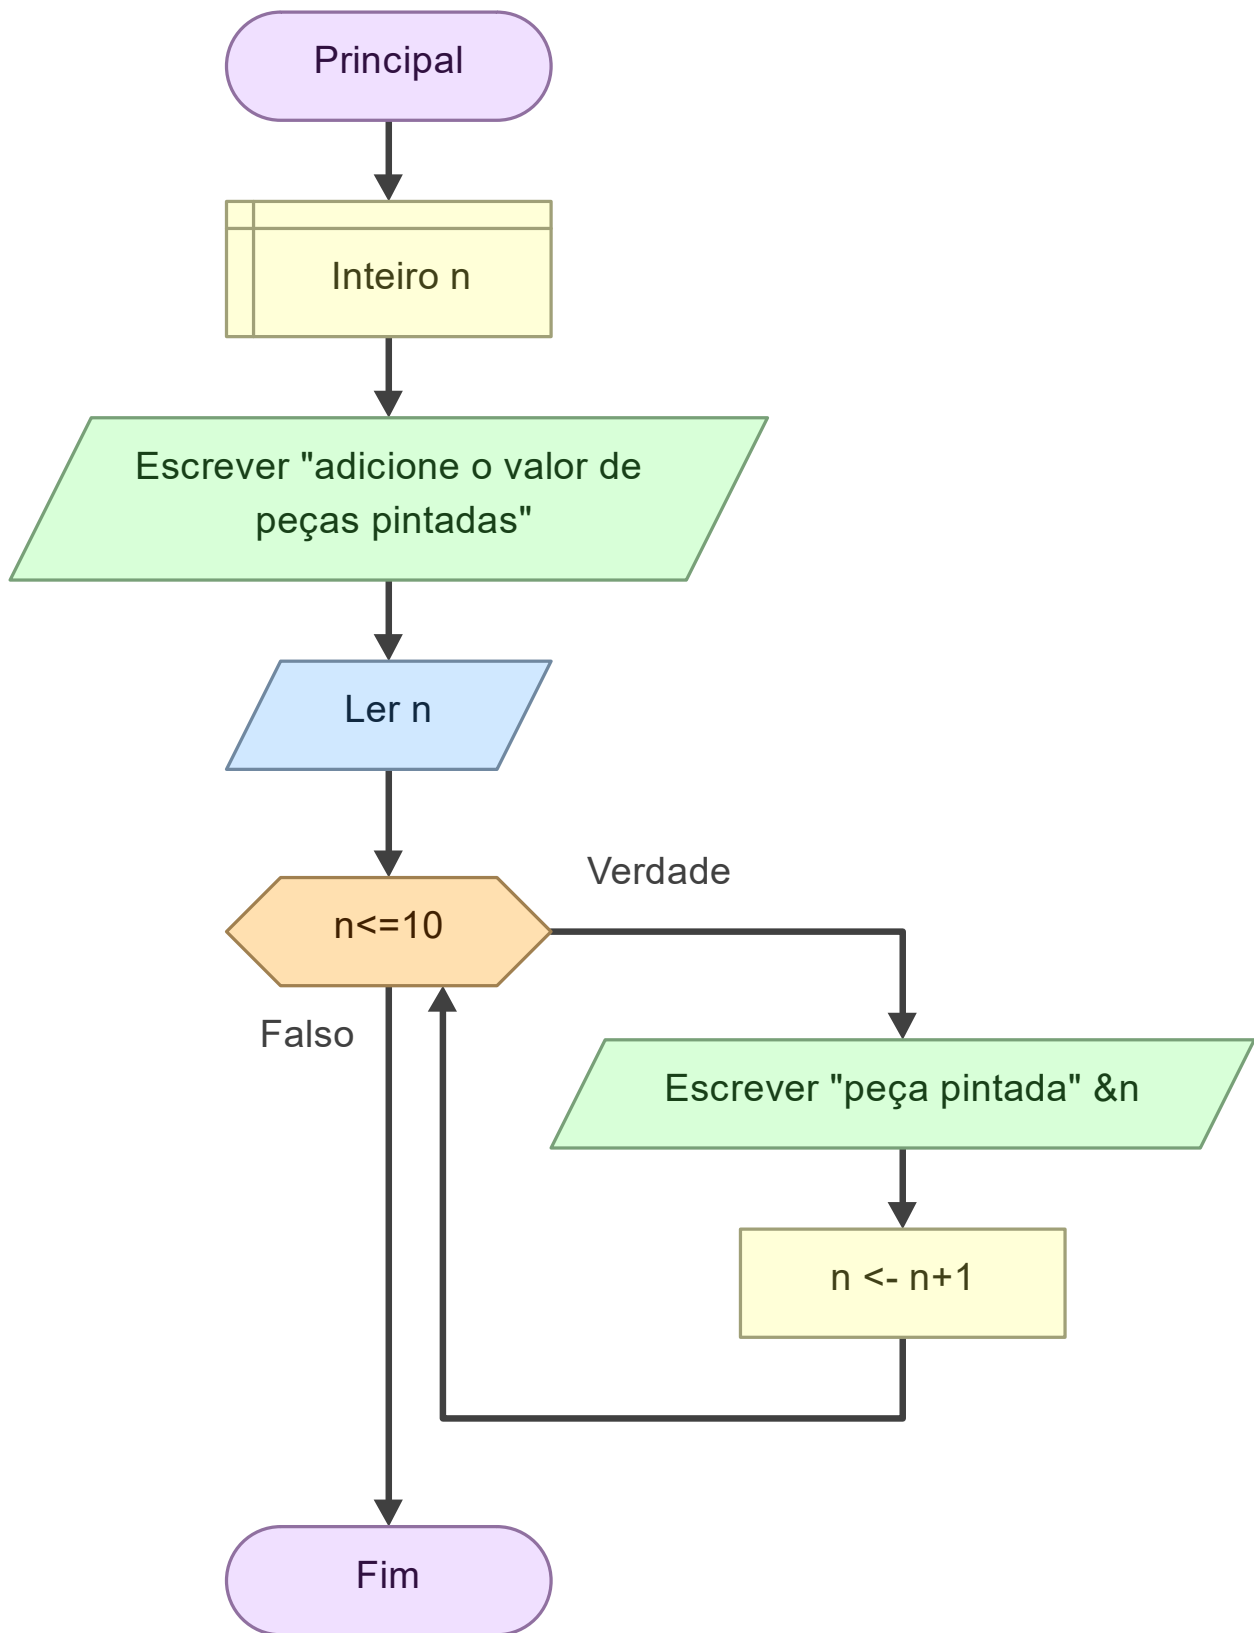 Principal
Inteiro n
Escrever "adicione o valor de
peças pintadas"
Ler n
n<=10
Verdade
Falso
Escrever "peça pintada" &n
n <- n+1
Fim